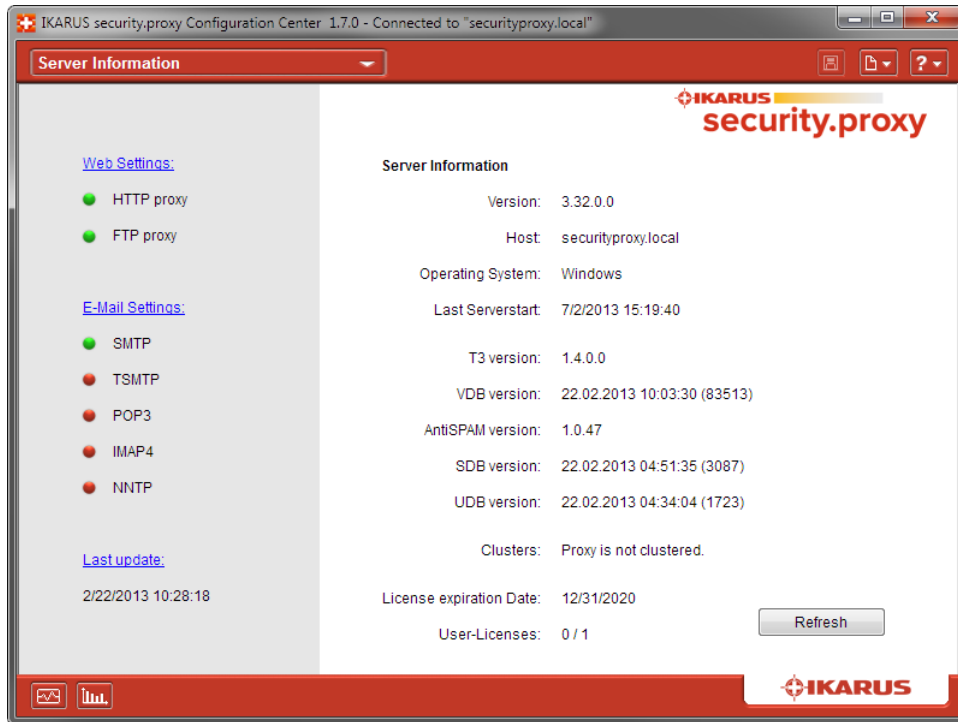 IKARUS security.proxy Configuration Center 1.7.0 - Connected to "securityproxy.local"
Server Information
?
IKARUS
security.proxy
Web Settings:
HTTP proxy
FTP proxy
E-Mail Settings:
SMTP
TSMTP
POP3
IMAP4
NNTP
Last update:
2/22/2013 10:28:18
Server Information
Version: 3.32.0.0
Host: securityproxy.local
Operating System: Windows
Last Serverstart: 7/2/2013 15:19:40
T3 version: 1.4.0.0
VDB version: 22.02.2013 10:03:30 (83513)
AntiSPAM version: 1.0.47
SDB version: 22.02.2013 04:51:35 (3087)
UDB version: 22.02.2013 04:34:04 (1723)
Clusters: Proxy is not clustered.
License expiration Date: 12/31/2020
User-Licenses: 0 / 1
Refresh
IKARUS